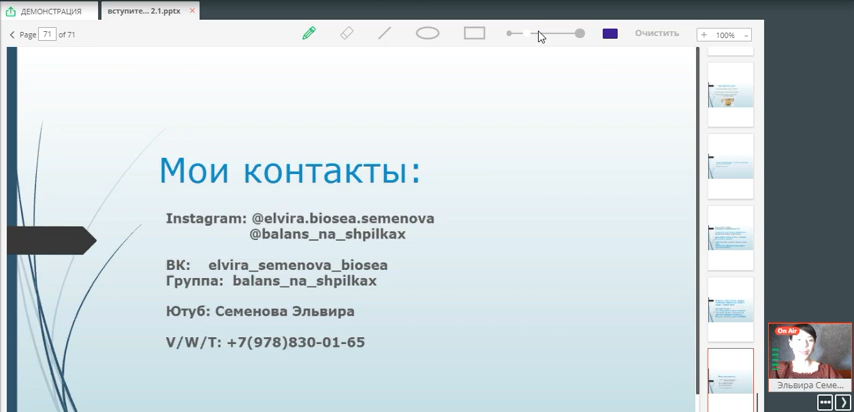 ДЕМОНСТРАЦИЯ
вступите... 2.1.pptx
Page 71 of 71
Очистить
+ 100% -
Мои контакты:
Instagram: @elvira.biosea.semenova
@balans_na_shpilkax
ВК: elvira_semenova_biosea
Группа: balans_na_shpilkax
Ютуб: Семенова Эльвира
V/W/T: +7(978)830-01-65
On Air
Эльвира Семе...